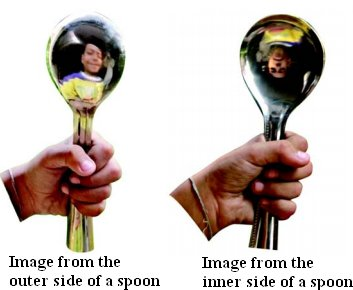 Image from the
outer side of a spoon
Image from the
inner side of a spoon